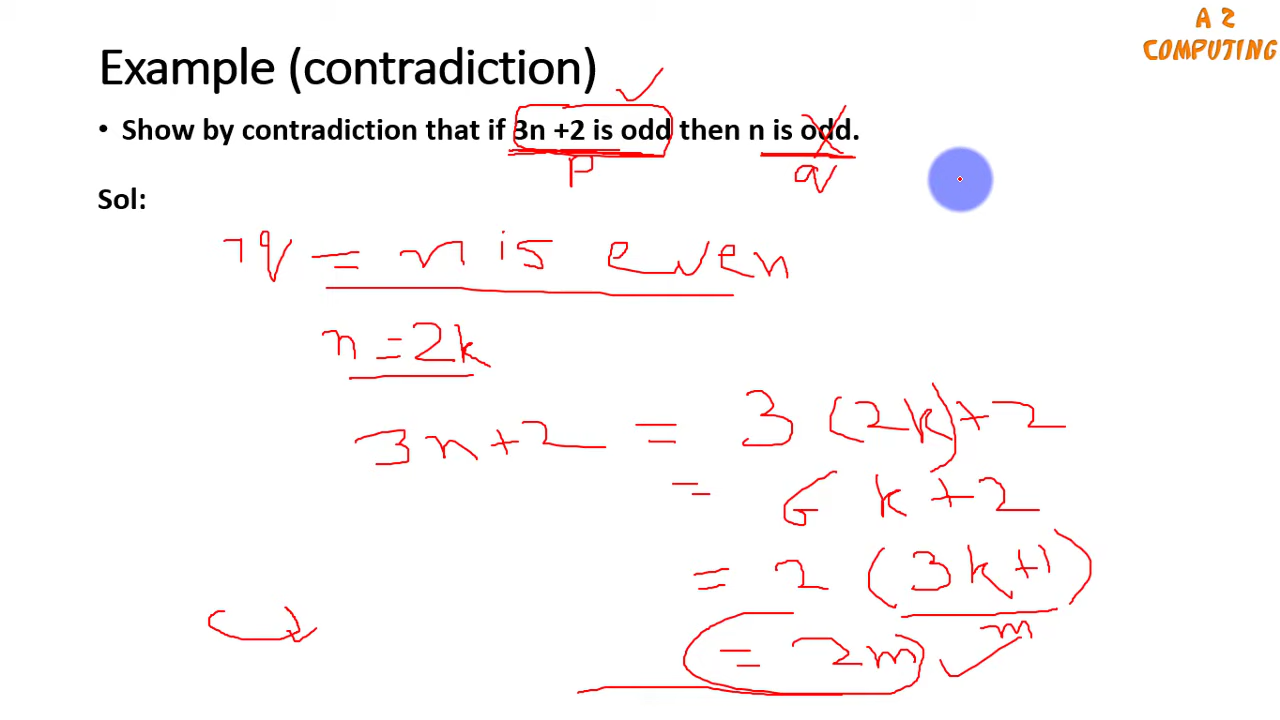 A 2
COMPUTING
Example (contradiction)
• Show by contradiction that if 3n +2 is odd then n is odd.
p q
Sol:
¬q = n is even
n = 2k
3n+2 = 3 (2k)+2
= 6 k + 2
= 2 (3k+1)
m
= 2m